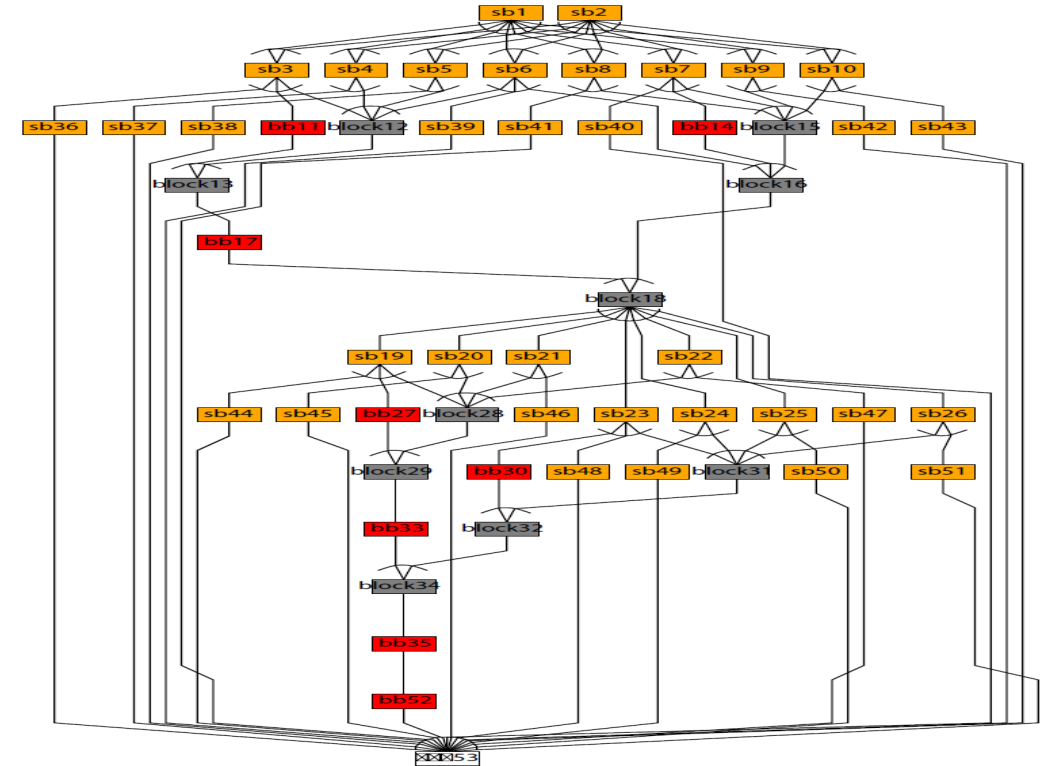 sb1 sb2
sb3 sb4 sb5 sb6 sb8 sb7 sb9 sb10
sb36 sb37 sb38 bb11 block12 sb39 sb41 sb40 bb14 block15 sb42 sb43
block13 block16
bb17
block18
sb19 sb20 sb21 sb22
sb44 sb45 bb27 block28 sb46 sb23 sb24 sb25 sb47 sb26
block29 bb30 sb48 sb49 block31 sb50 sb51
bb33 block32
block34
bb35
bb52
53